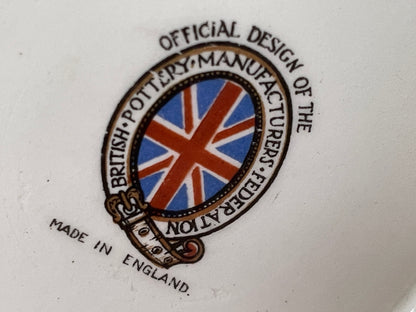 OFFICIAL DESIGN OF THE
BRITISH·POTTERY·MANUFACTURERS·FEDERATION
MADE IN ENGLAND.